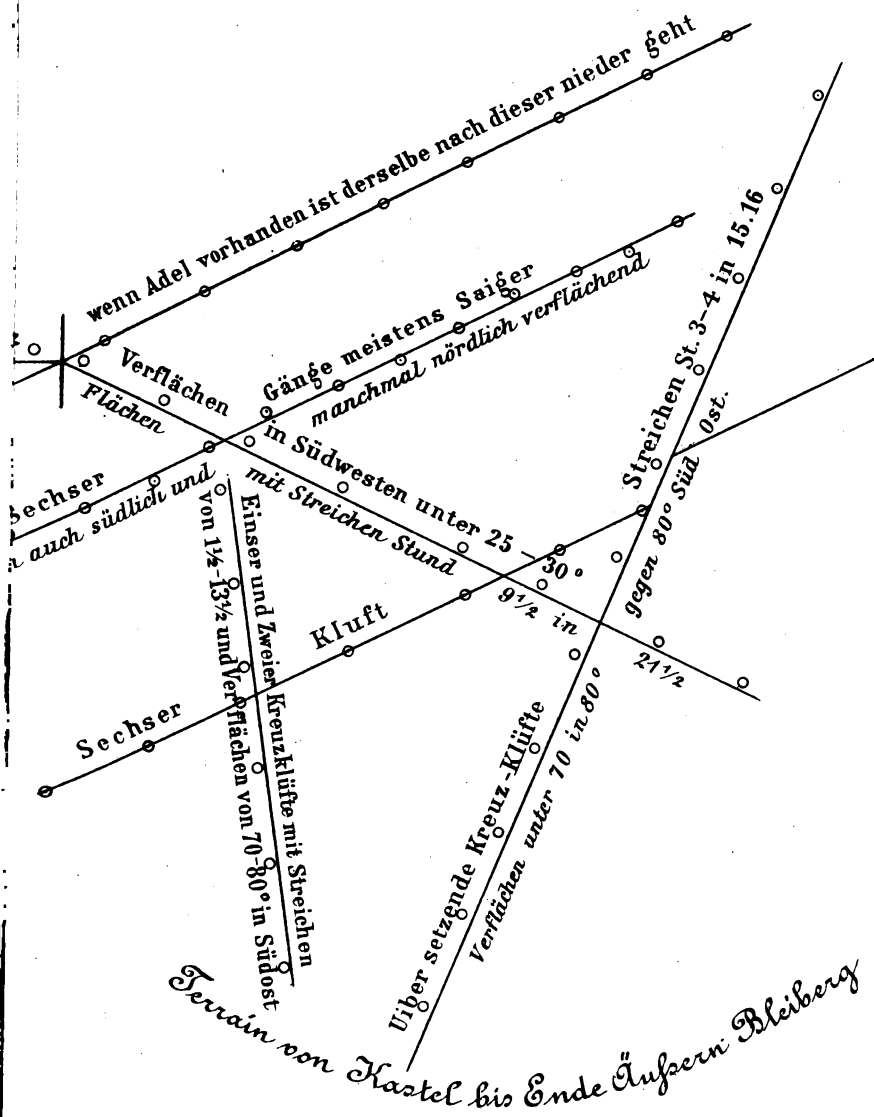 wenn Adel vorhanden ist derselbe nach dieser nieder geht
Verflächen in Südwesten unter 25 – 30°
Flächen mit Streichen Stund 9½ in 21½
Sechser Gänge meistens Saiger
auch südlich und manchmal nördlich verflächend
Streichen St. 3–4 in 15.16
gegen 80° Süd Ost.
Einser und Zweier Kreuzklüfte mit Streichen
von 1½-13½ und Verflächen von 70-80° in Südost
Sechser Kluft
Uiber setzende Kreuz-Klüfte
Verflächen unter 70 in 80°
Terrain von Kastel bis Ende Äußern Bleiberg